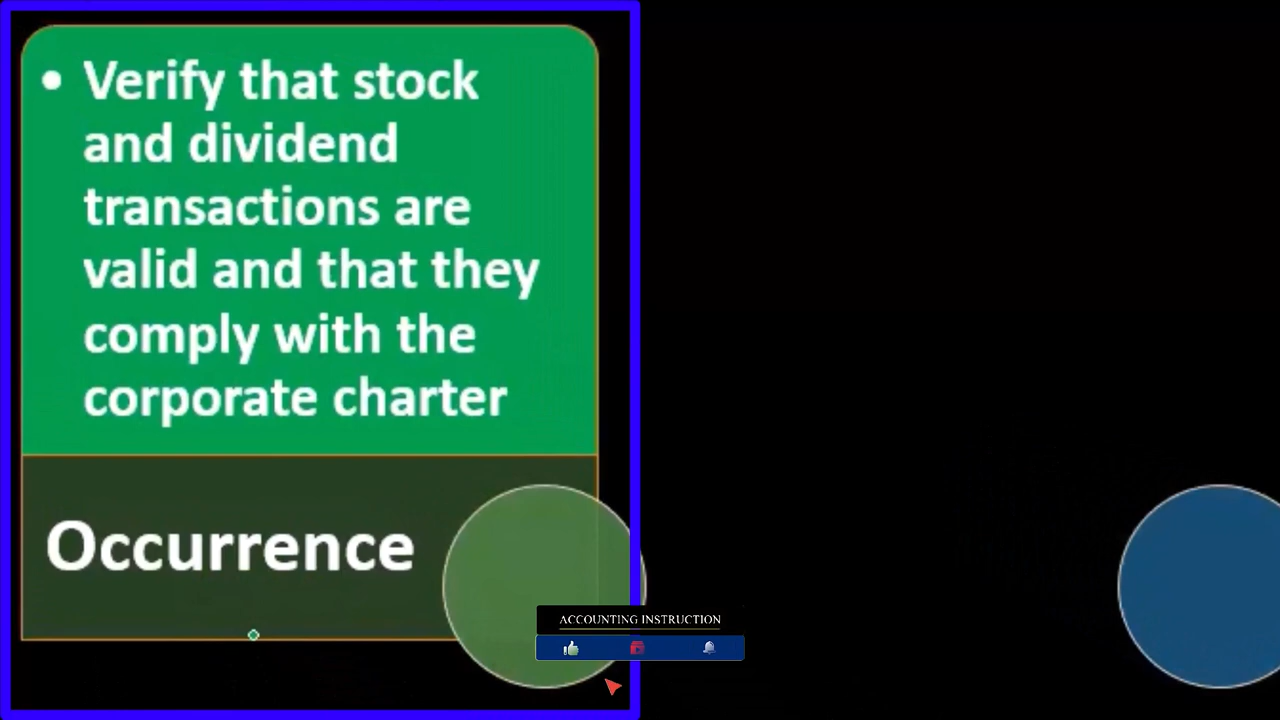 • Verify that stock
and dividend
transactions are
valid and that they
comply with the
corporate charter
Occurrence
ACCOUNTING INSTRUCTION